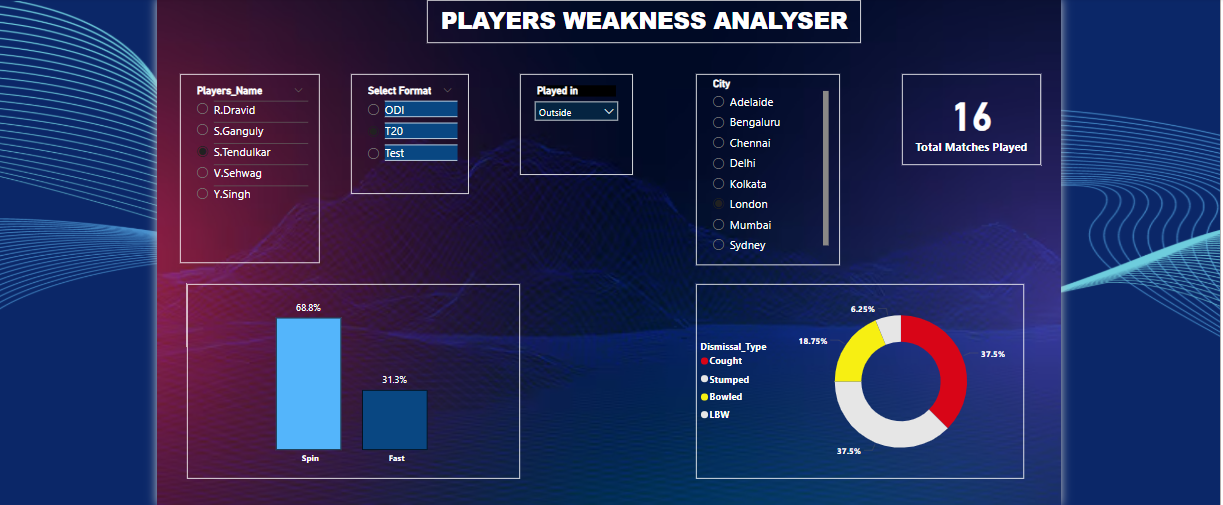 PLAYERS WEAKNESS ANALYSER
Players_Name
R.Dravid
S.Ganguly
S.Tendulkar
V.Sehwag
Y.Singh
Select Format
ODI
T20
Test
Played in
Outside
City
Adelaide
Bengaluru
Chennai
Delhi
Kolkata
London
Mumbai
Sydney
16
Total Matches Played
68.8%
31.3%
Spin
Fast
Dismissal_Type
Cought
Stumped
Bowled
LBW
6.25%
18.75%
37.5%
37.5%